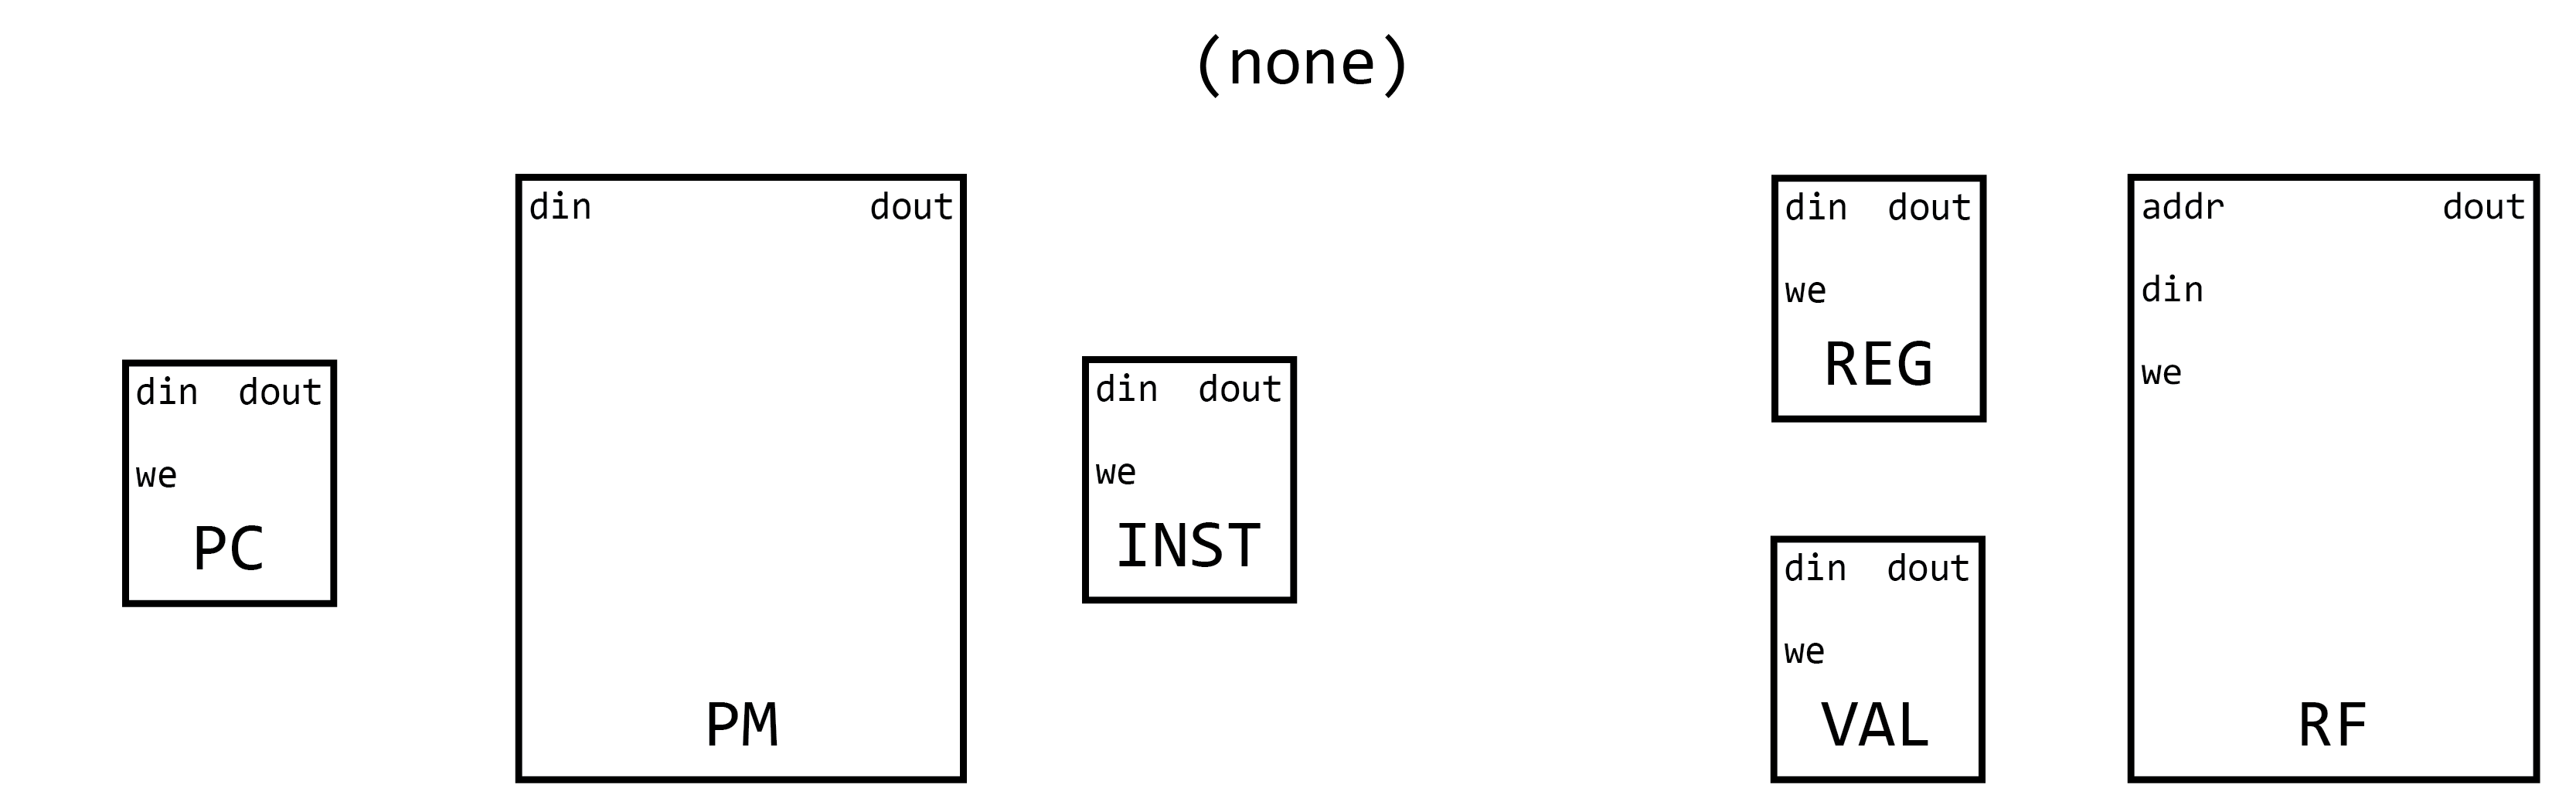 (none)
din dout
we
PC
din dout
PM
din dout
we
INST
din dout
we
REG
din dout
we
VAL
addr dout
din
we
RF